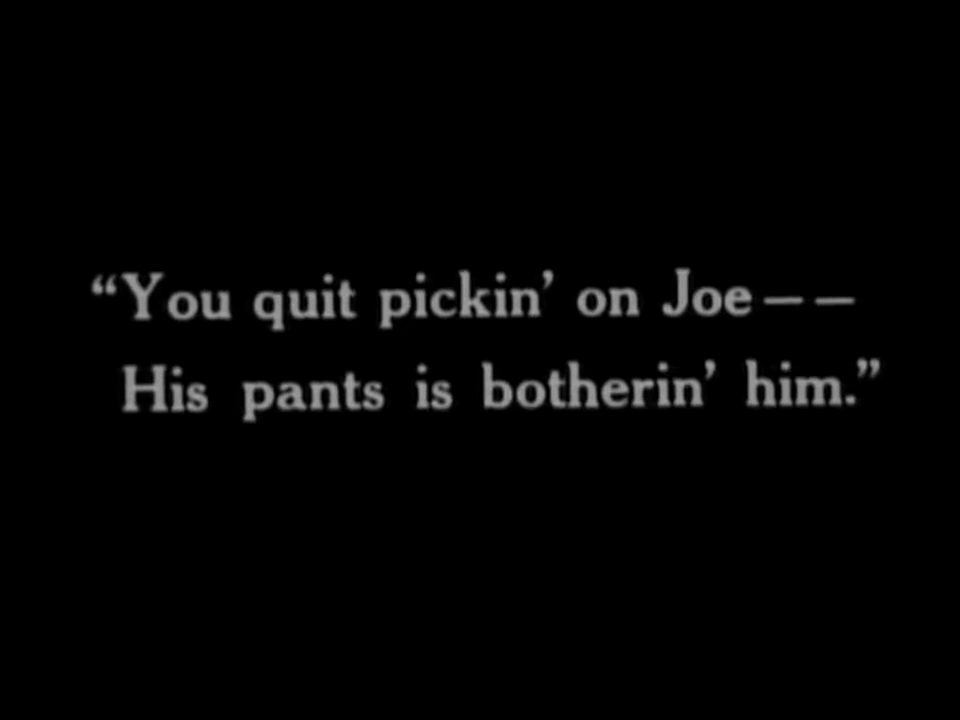 “You quit pickin’ on Joe——
His pants is botherin’ him.”